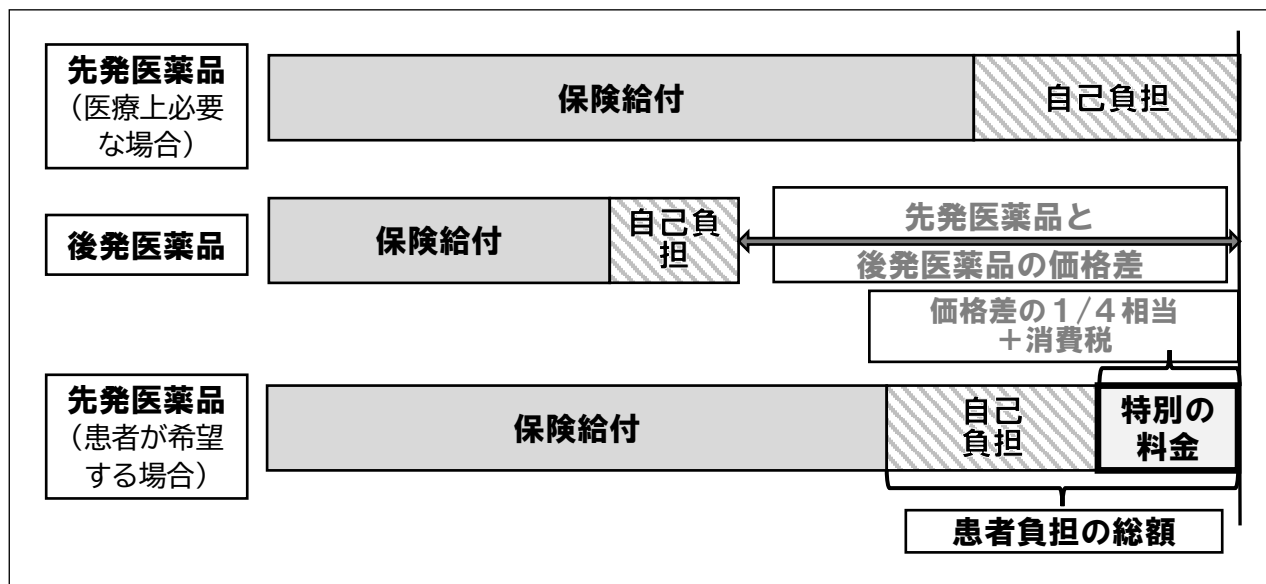 先発医薬品
（医療上必要
な場合）
保険給付
自己負担
後発医薬品
保険給付
自己負
担
先発医薬品と
後発医薬品の価格差
価格差の１/４相当
＋消費税
先発医薬品
（患者が希望
する場合）
保険給付
自己
負担
特別の
料金
患者負担の総額